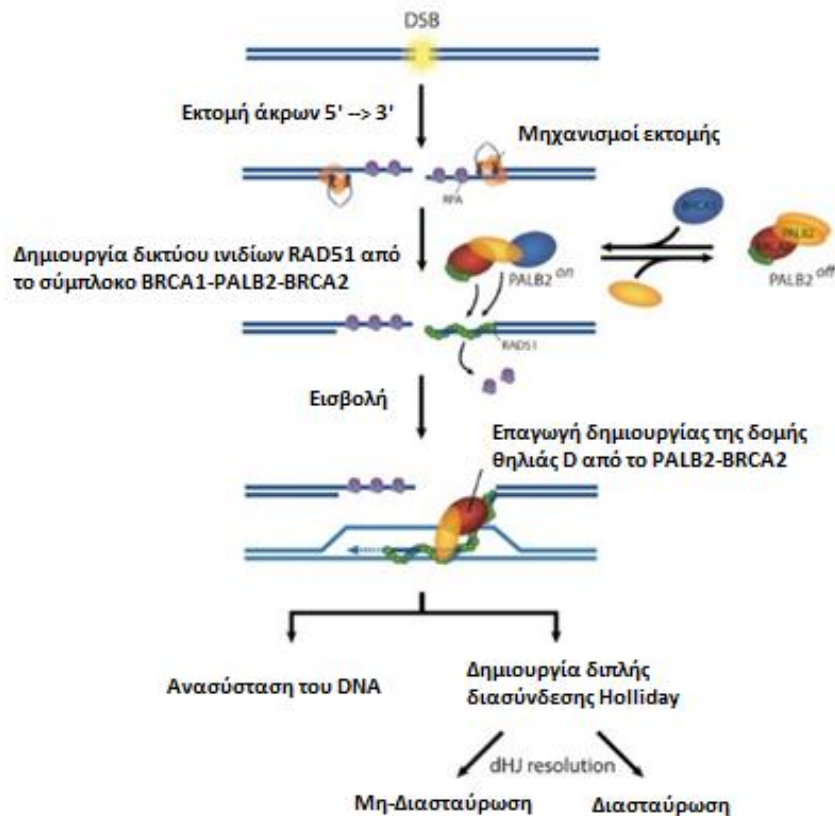 DSB
Εκτομή άκρων 5' --> 3'
Μηχανισμοί εκτομής
RPA
BRCA1
PALB2
Δημιουργία δικτύου ινιδίων RAD51 από
το σύμπλοκο BRCA1-PALB2-BRCA2
PALB2 on
PALB2 off
RAD51
Εισβολή
Επαγωγή δημιουργίας της δομής
θηλιάς D από το PALB2-BRCA2
Ανασύσταση του DNA
Δημιουργία διπλής
διασύνδεσης Holliday
dHJ resolution
Μη-Διασταύρωση
Διασταύρωση